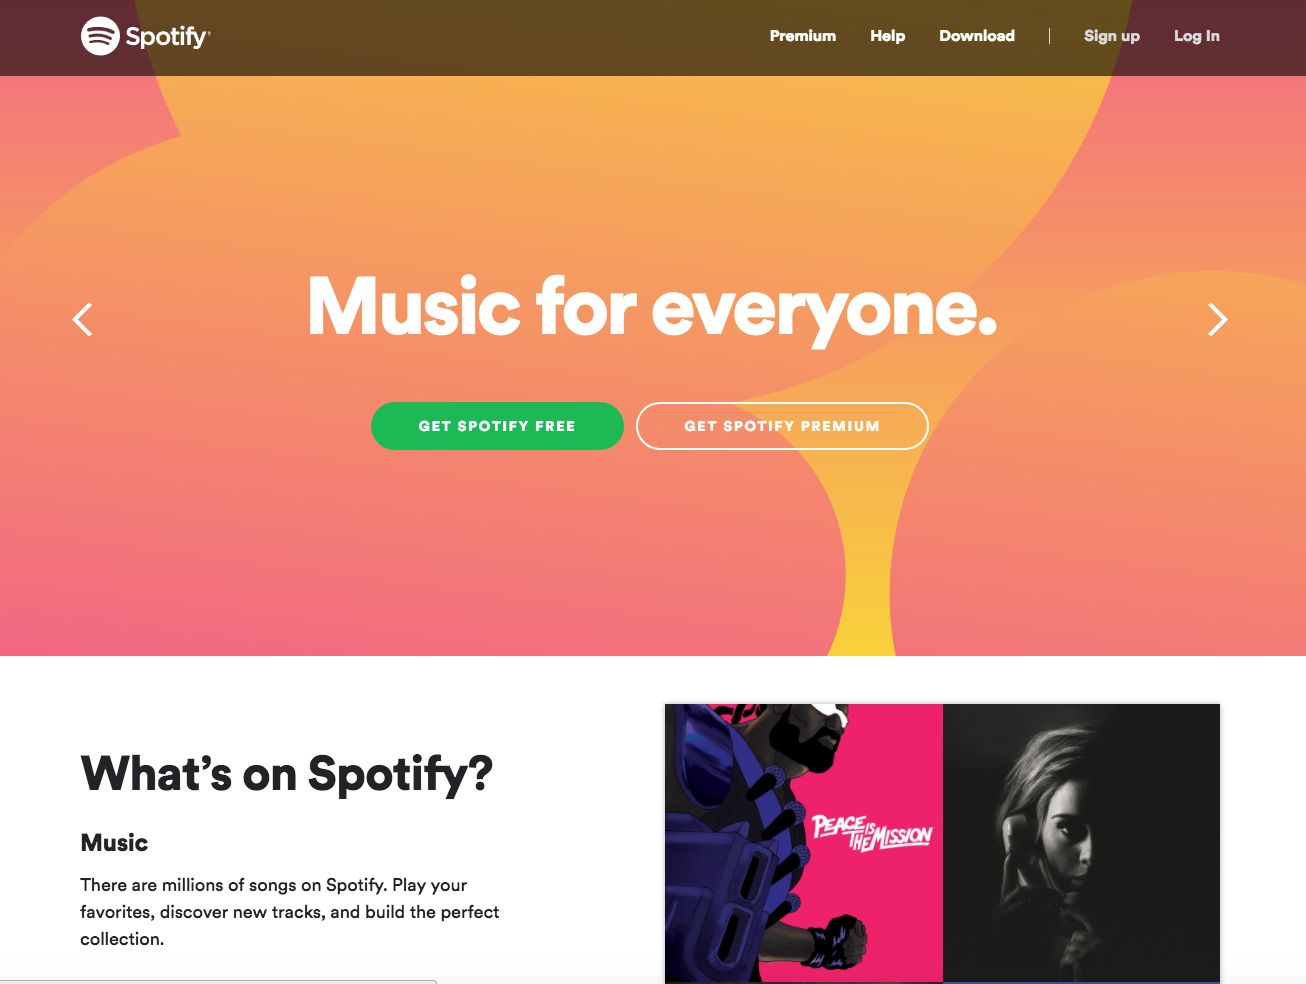 Spotify
Premium Help Download Sign up Log In
Music for everyone.
GET SPOTIFY FREE GET SPOTIFY PREMIUM
What's on Spotify?
Music
There are millions of songs on Spotify. Play your
favorites, discover new tracks, and build the perfect
collection.
PEACE IS THE MISSION